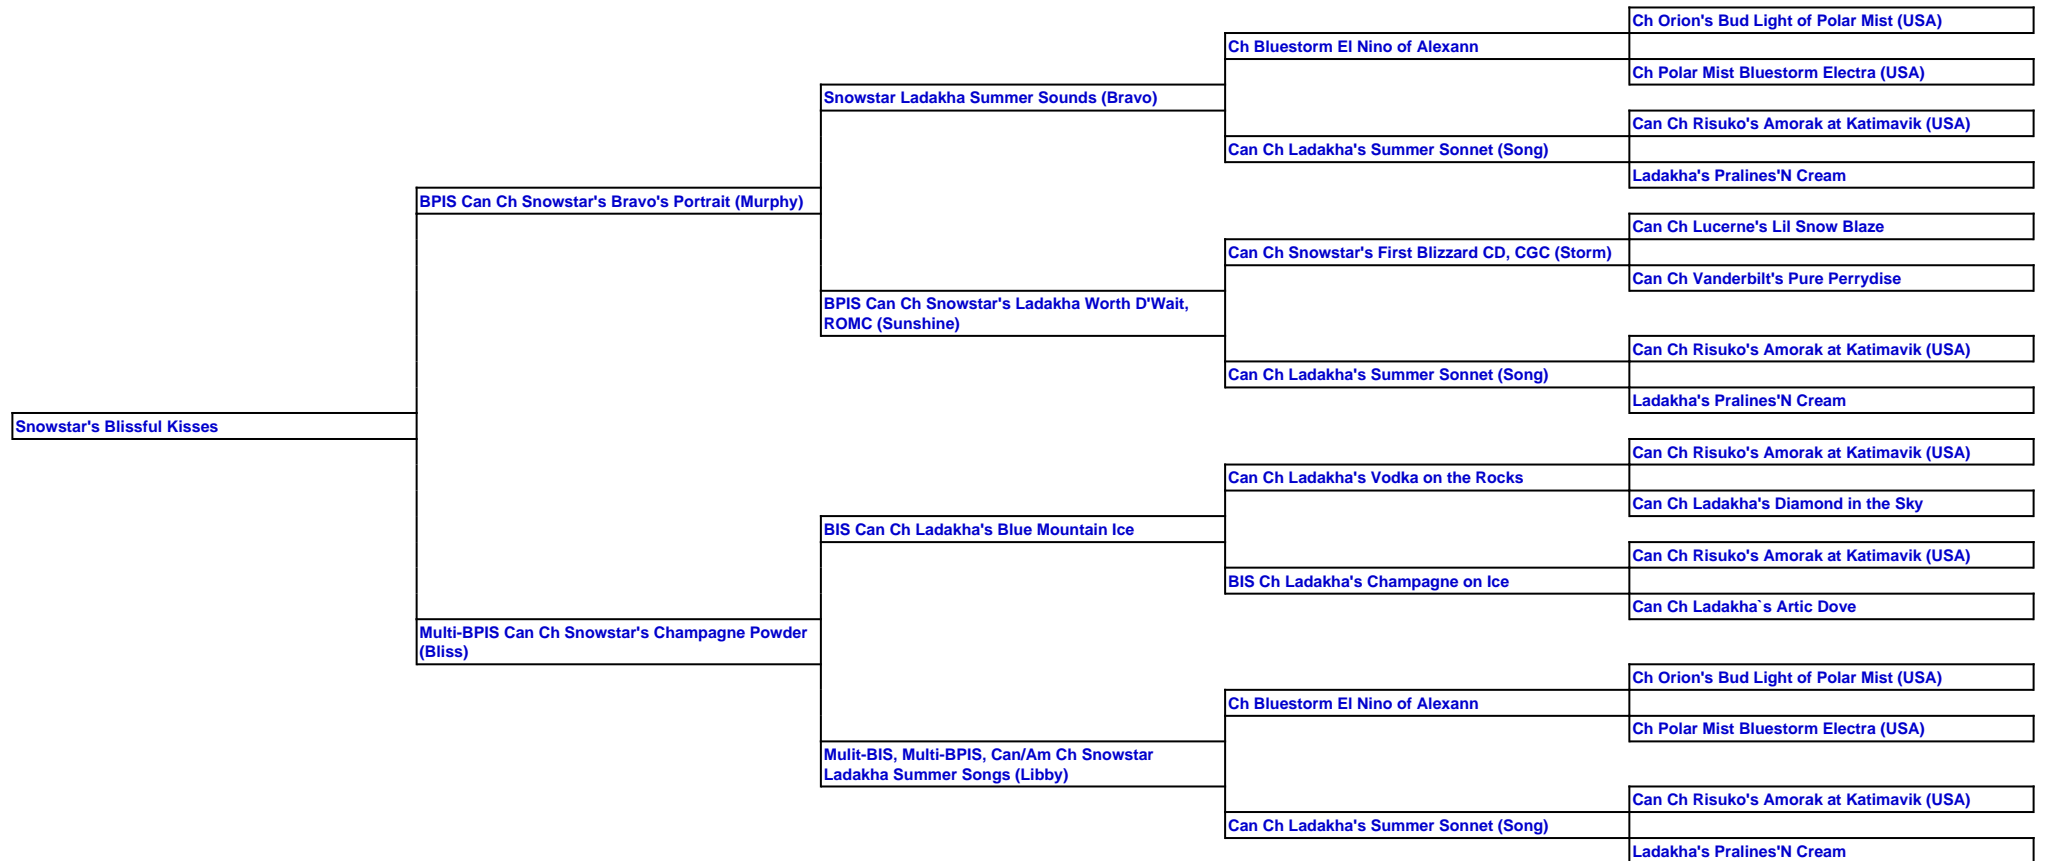 Ch Orion's Bud Light of Polar Mist (USA)
Ch Bluestorm El Nino of Alexann
Ch Polar Mist Bluestorm Electra (USA)
Snowstar Ladakha Summer Sounds (Bravo)
Can Ch Risuko's Amorak at Katimavik (USA)
Can Ch Ladakha's Summer Sonnet (Song)
Ladakha's Pralines'N Cream
BPIS Can Ch Snowstar's Bravo's Portrait (Murphy)
Can Ch Lucerne's Lil Snow Blaze
Can Ch Snowstar's First Blizzard CD, CGC (Storm)
Can Ch Vanderbilt's Pure Perrydise
BPIS Can Ch Snowstar's Ladakha Worth D'Wait,
ROMC (Sunshine)
Can Ch Risuko's Amorak at Katimavik (USA)
Can Ch Ladakha's Summer Sonnet (Song)
Ladakha's Pralines'N Cream
Snowstar's Blissful Kisses
Can Ch Risuko's Amorak at Katimavik (USA)
Can Ch Ladakha's Vodka on the Rocks
Can Ch Ladakha's Diamond in the Sky
BIS Can Ch Ladakha's Blue Mountain Ice
Can Ch Risuko's Amorak at Katimavik (USA)
BIS Ch Ladakha's Champagne on Ice
Can Ch Ladakha`s Artic Dove
Multi-BPIS Can Ch Snowstar's Champagne Powder
(Bliss)
Ch Orion's Bud Light of Polar Mist (USA)
Ch Bluestorm El Nino of Alexann
Ch Polar Mist Bluestorm Electra (USA)
Mulit-BIS, Multi-BPIS, Can/Am Ch Snowstar
Ladakha Summer Songs (Libby)
Can Ch Risuko's Amorak at Katimavik (USA)
Can Ch Ladakha's Summer Sonnet (Song)
Ladakha's Pralines'N Cream